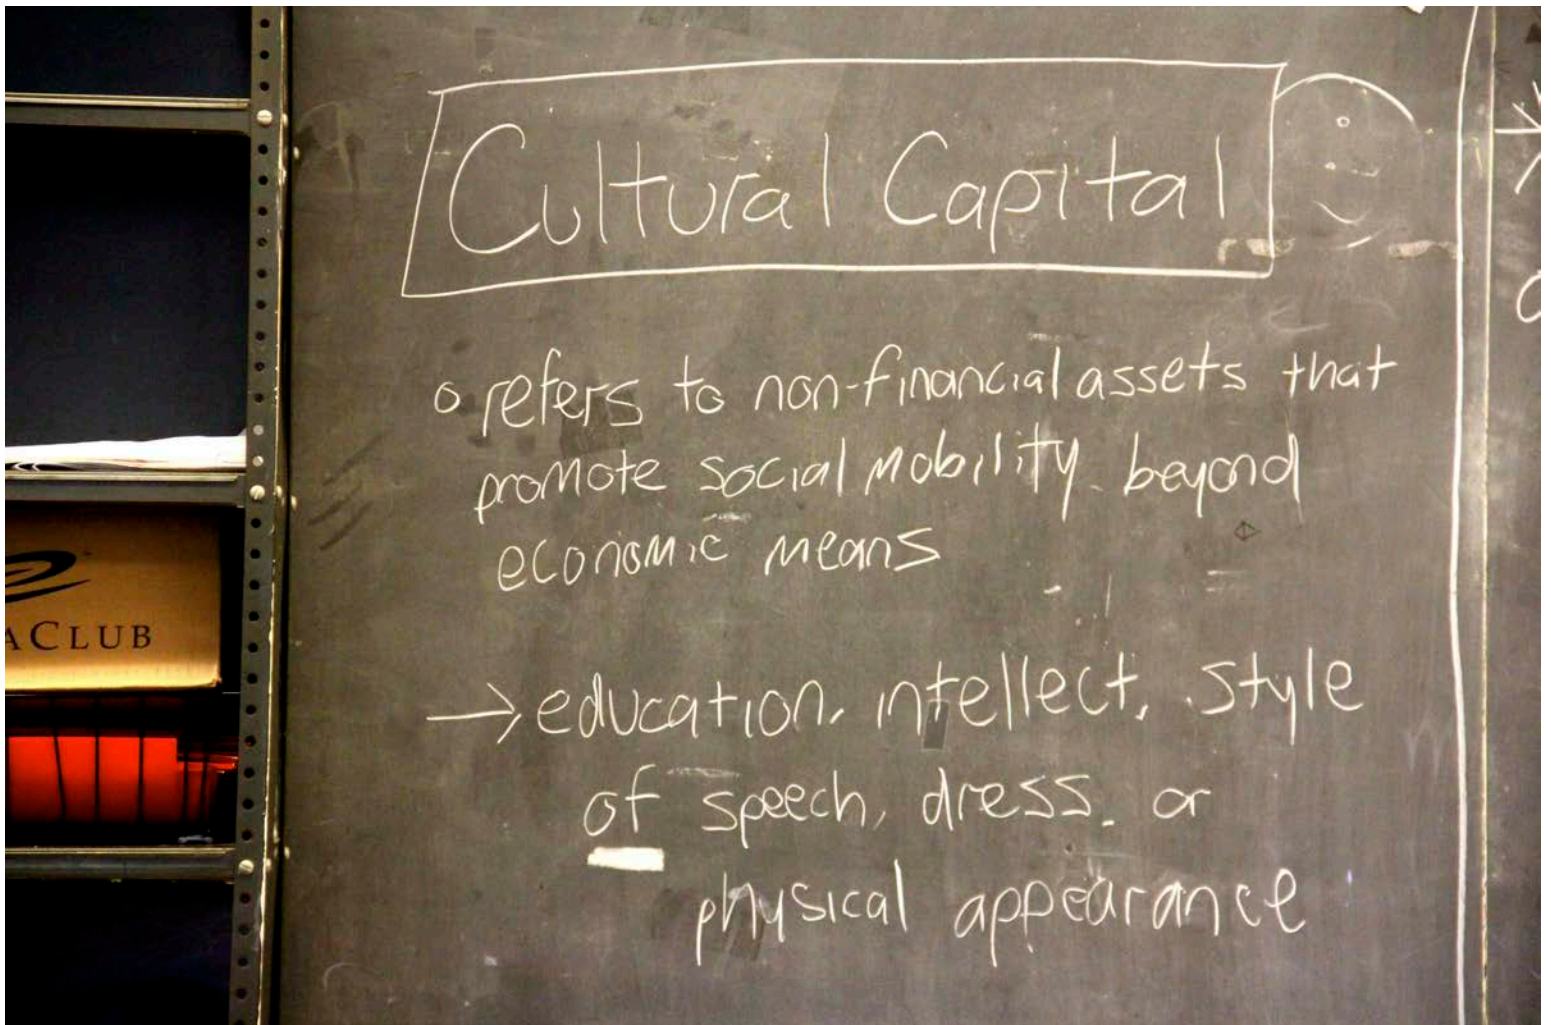 Cultural Capital
refers to non-financial assets that
promote social mobility beyond
economic means
→ education, intellect, style
of speech, dress, or
physical appearance
CLUB